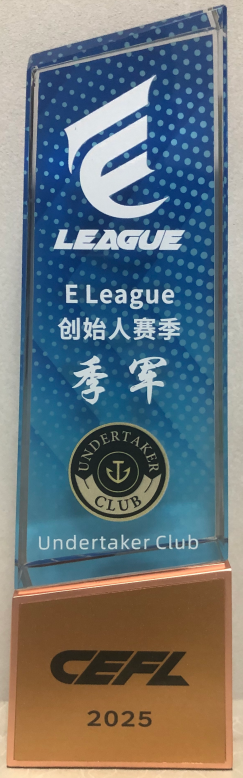 E
LEAGUE
E League
创始人赛季
季军
UNDERTAKER
CLUB
Undertaker Club
CEFL
2025